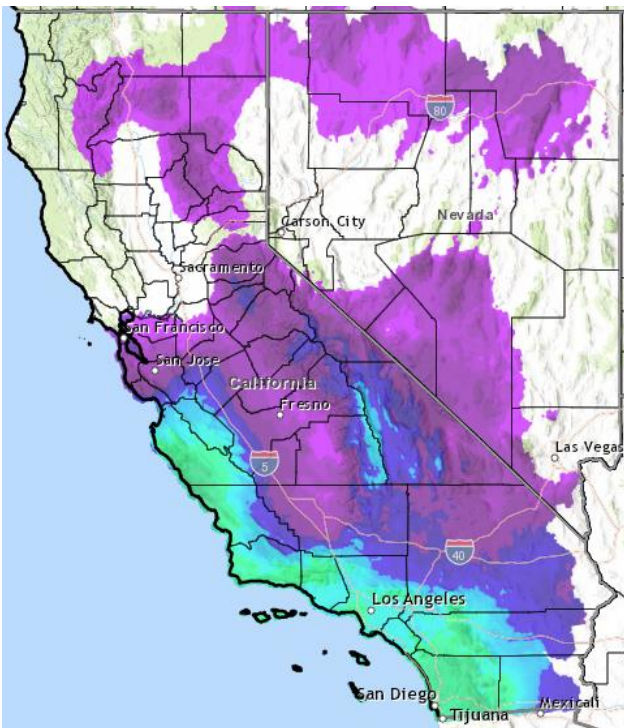 80
Carson City
Nevada
Sacramento
San Francisco
San Jose
California
Fresno
5
Las Vegas
40
Los Angeles
San Diego
Mexicali
Tijuana